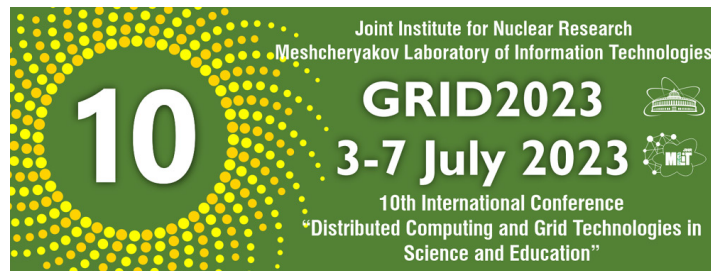 10
Joint Institute for Nuclear Research
Meshcheryakov Laboratory of Information Technologies
GRID2023
3-7 July 2023
MLIT
10th International Conference
“Distributed Computing and Grid Technologies in
Science and Education”